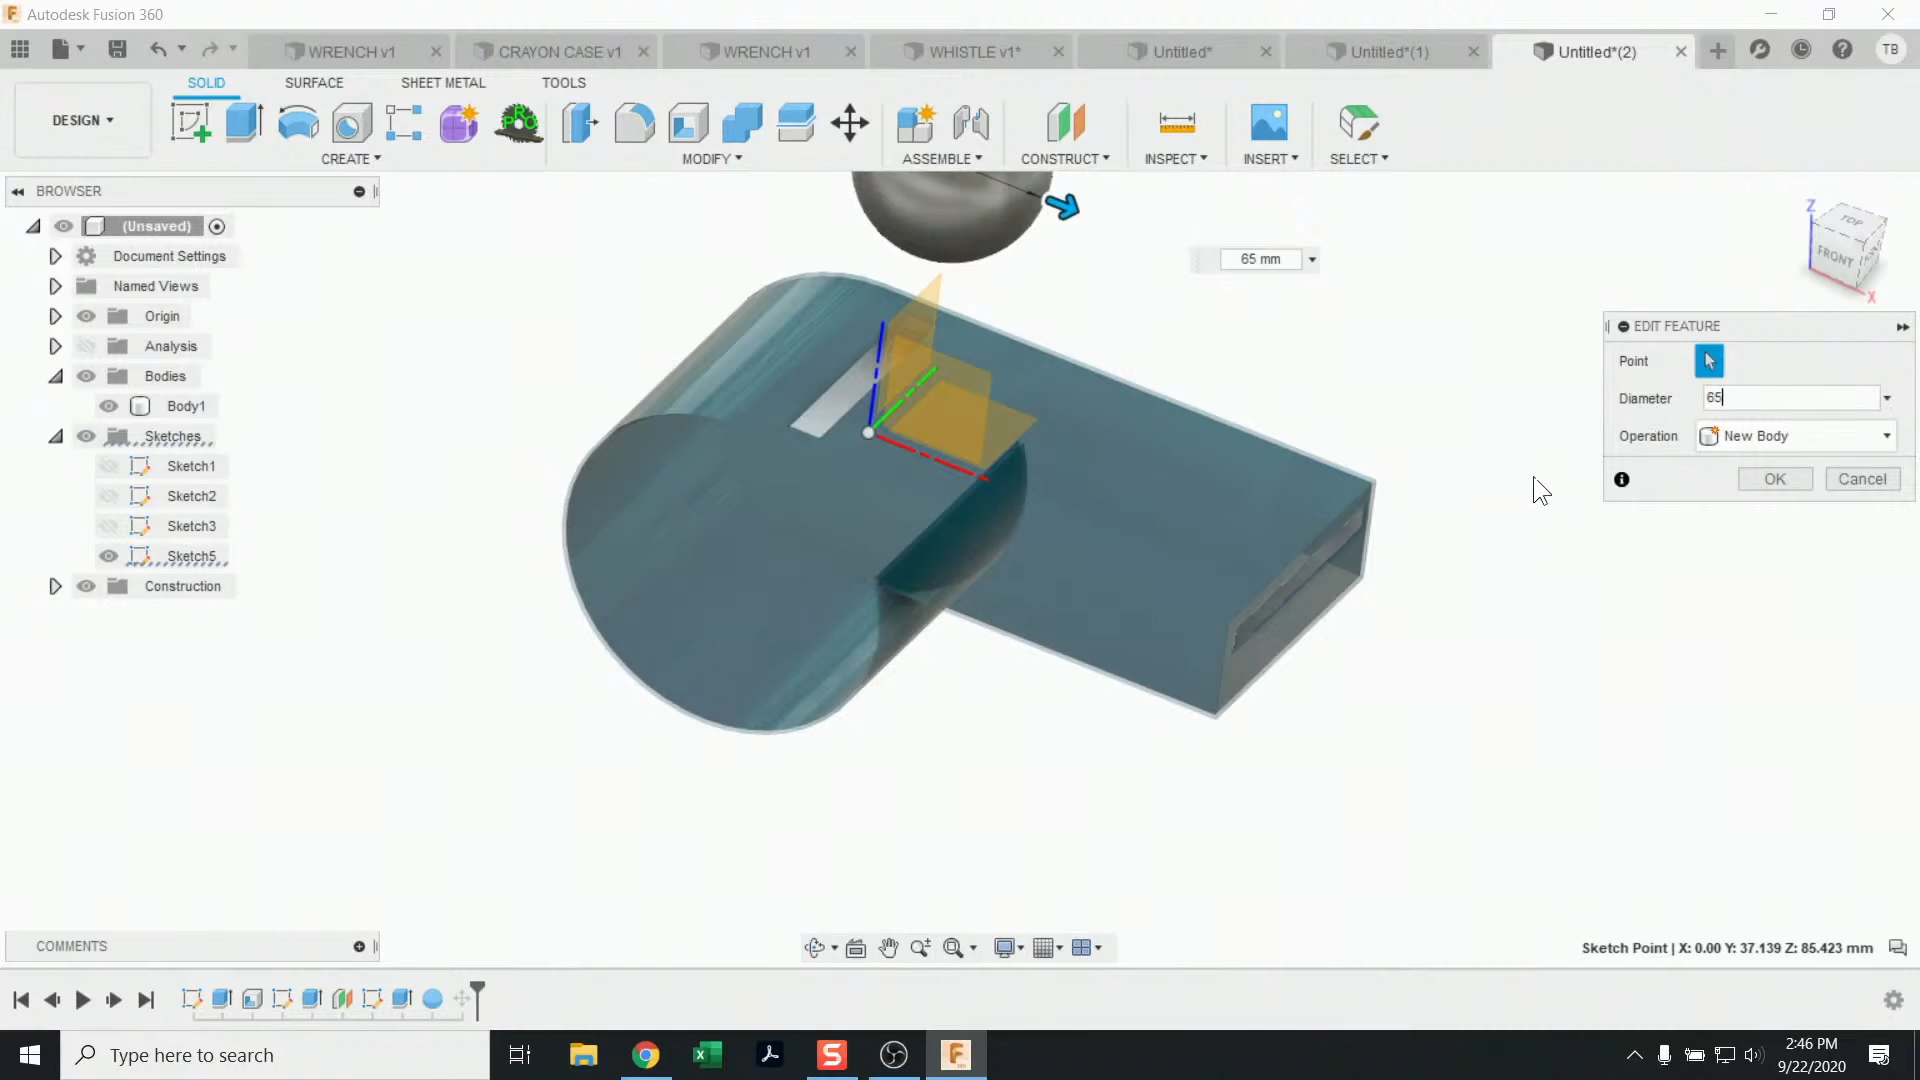 Autodesk Fusion 360
WRENCH v1
CRAYON CASE v1
WRENCH v1
WHISTLE v1*
Untitled*
Untitled*(1)
Untitled*(2)
TB
SOLID
SURFACE
SHEET METAL
TOOLS
DESIGN
CREATE
MODIFY
ASSEMBLE
CONSTRUCT
INSPECT
INSERT
SELECT
BROWSER
(Unsaved)
Document Settings
Named Views
Origin
Analysis
Bodies
Body1
Sketches
Sketch1
Sketch2
Sketch3
Sketch5
Construction
65 mm
Z
TOP
FRONT
X
EDIT FEATURE
Point
Diameter 65
Operation New Body
OK Cancel
COMMENTS
Sketch Point | X: 0.00 Y: 37.139 Z: 85.423 mm
Type here to search
2:46 PM
9/22/2020